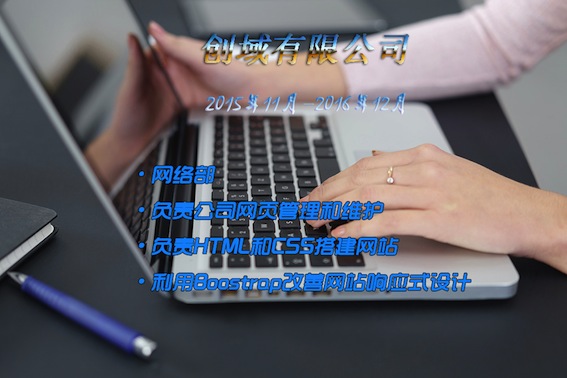 创域有限公司
2015年11月-2016年12月
·网络部
·负责公司网页管理和维护
·负责HTML和CSS搭建网站
·利用Boostrap改善网站响应式设计